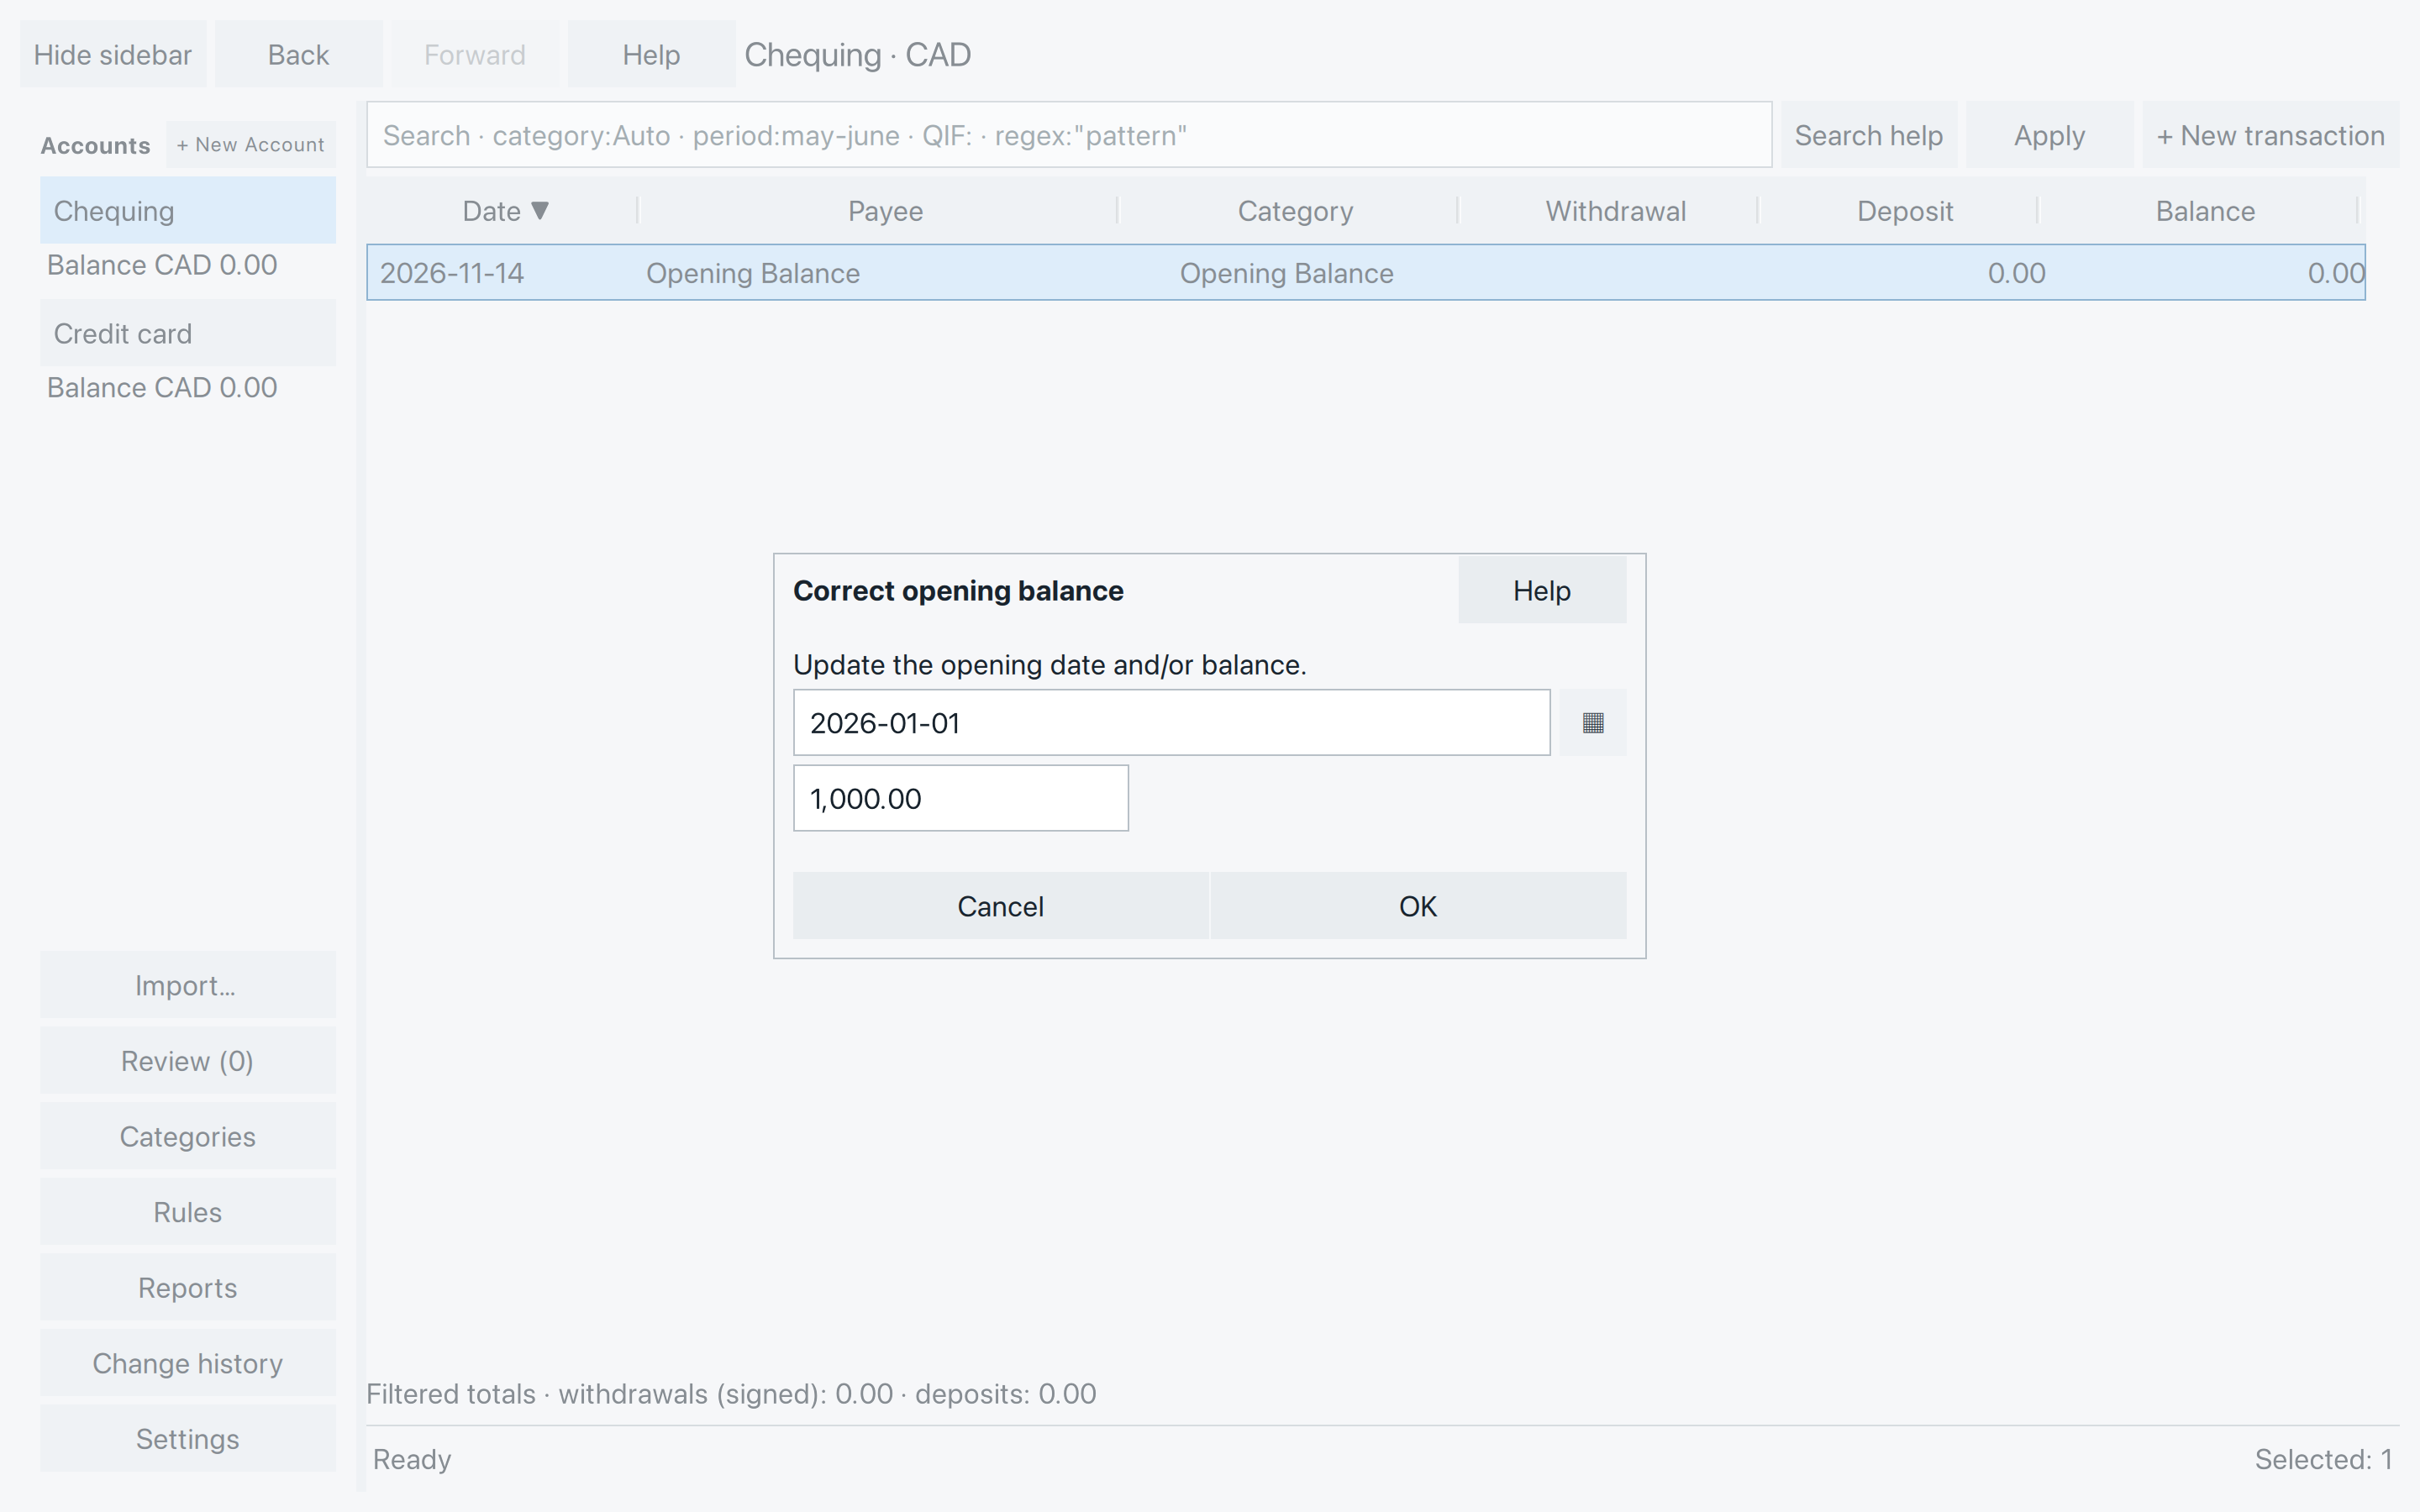 Hide sidebar Back Forward Help Chequing · CAD
Accounts + New Account
Search · category:Auto · period:may-june · QIF: · regex:"pattern" Search help Apply + New transaction
Chequing
Balance CAD 0.00
Credit card
Balance CAD 0.00
Date ▼ Payee Category Withdrawal Deposit Balance
2026-11-14 Opening Balance Opening Balance 0.00 0.00
Correct opening balance Help
Update the opening date and/or balance.
2026-01-01
1,000.00
Cancel OK
Import...
Review (0)
Categories
Rules
Reports
Change history
Settings
Filtered totals · withdrawals (signed): 0.00 · deposits: 0.00
Ready Selected: 1